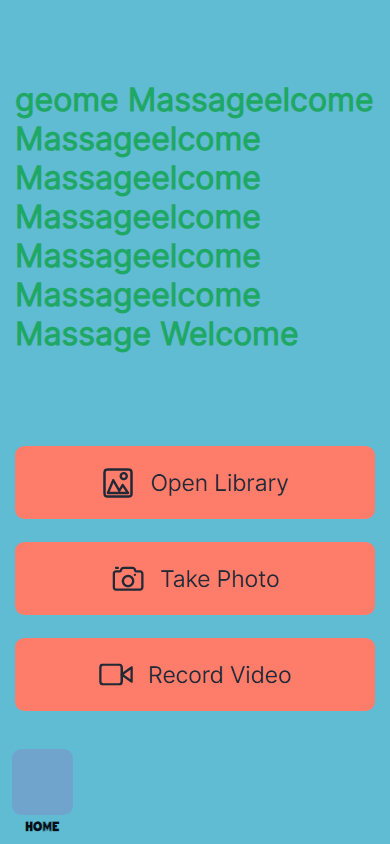 geome Massageelcome
Massageelcome
Massageelcome
Massageelcome
Massageelcome
Massageelcome
Massage Welcome
Open Library
Take Photo
Record Video
HOME